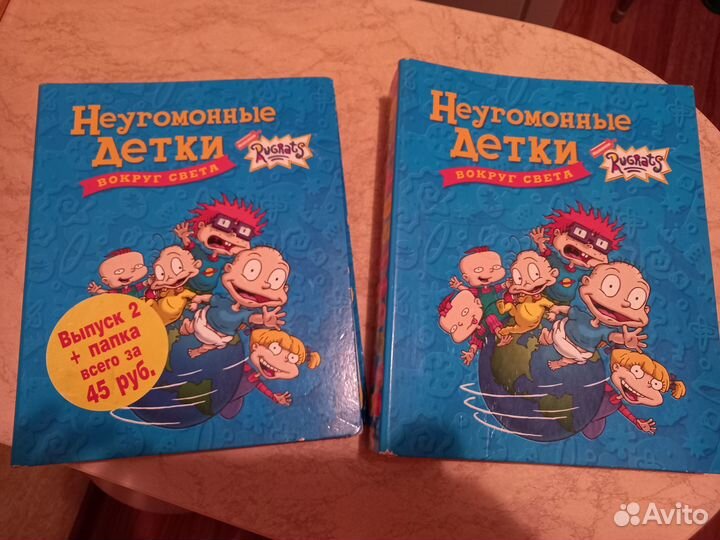 Неугомонные
Детки
Вокруг света
Rugrats
Выпуск 2
+ папка
всего за
45 руб.
Неугомонные
Детки
Вокруг света
Rugrats
Avito